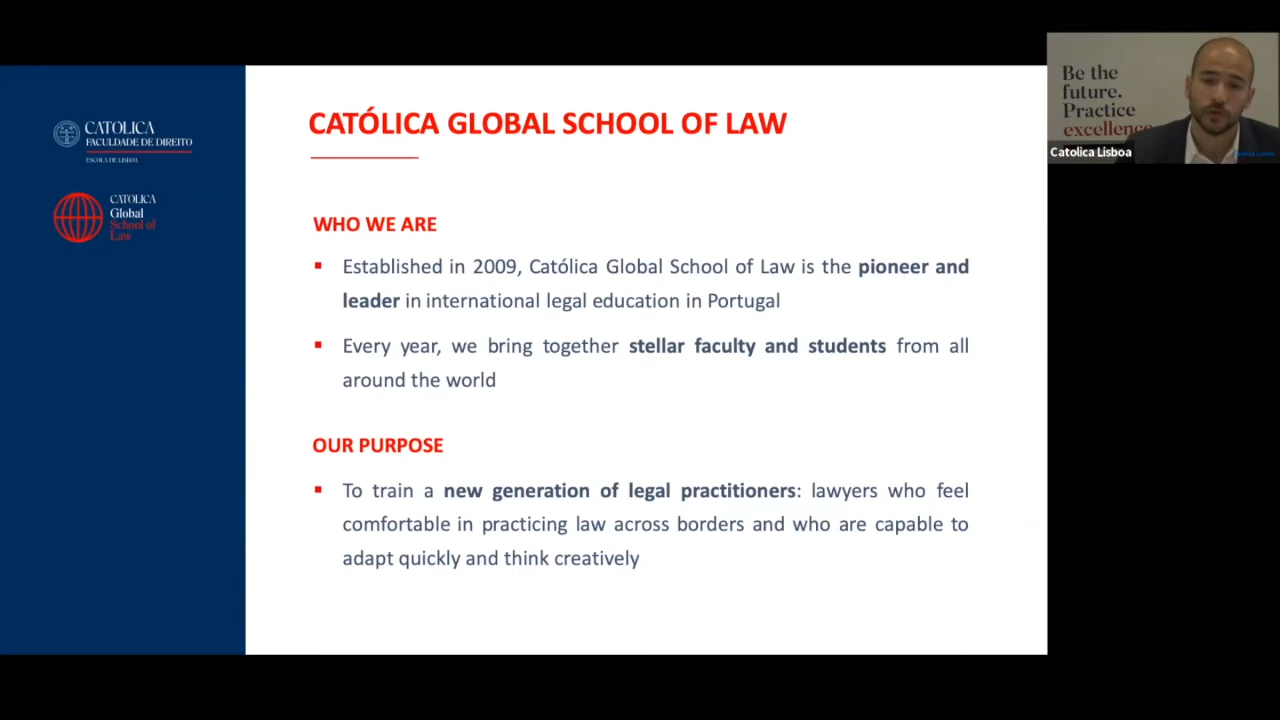 CATÓLICA
FACULDADE DE DIREITO
ESCOLA DE LISBOA
CATÓLICA
Global
School of
Law
CATÓLICA GLOBAL SCHOOL OF LAW
WHO WE ARE
Established in 2009, Católica Global School of Law is the pioneer and
leader in international legal education in Portugal
Every year, we bring together stellar faculty and students from all
around the world
OUR PURPOSE
To train a new generation of legal practitioners: lawyers who feel
comfortable in practicing law across borders and who are capable to
adapt quickly and think creatively
Be the
future.
Practice
excellence
Catolica Lisboa